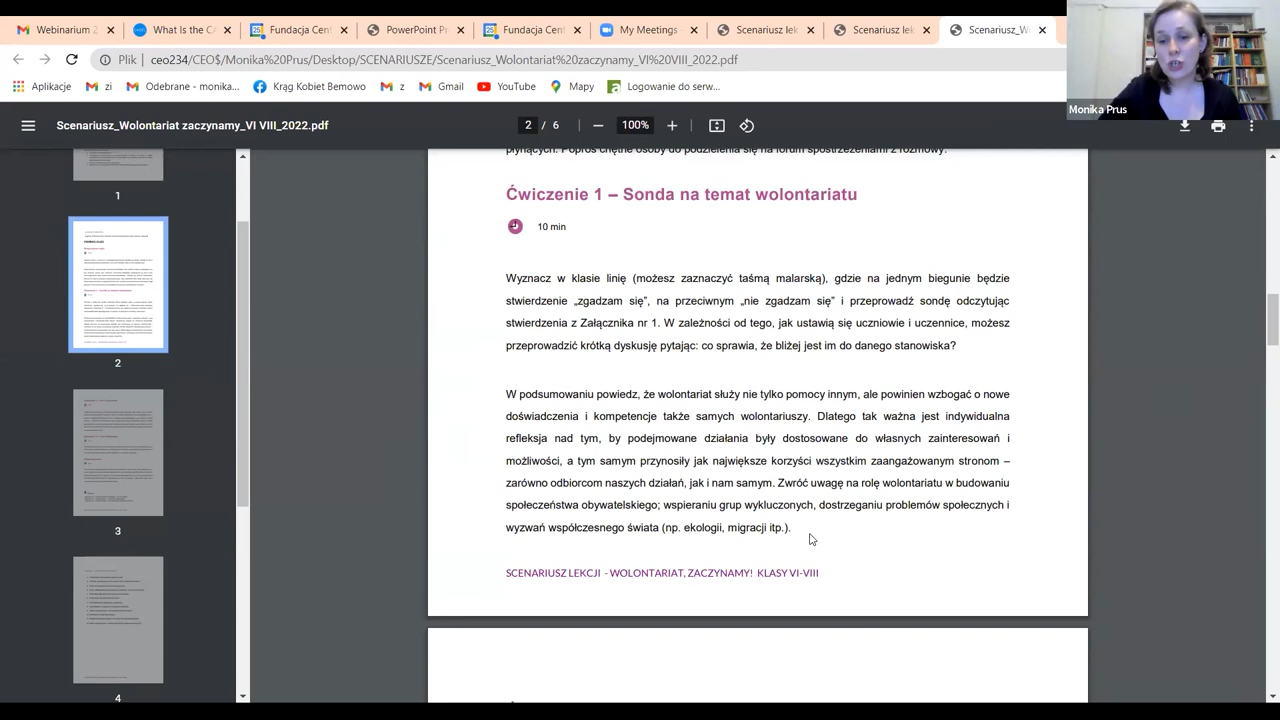 Webinarium 2
What Is the CA
Fundacja Cent
PowerPoint Pr
Fundacja Cent
My Meetings
Scenariusz lek
Scenariusz lek
Scenariusz_Wo
Plik
ceo234/CEO$/Monika%20Prus/Desktop/SCENARIUSZE/Scenariusz_Wolontariat%20zaczynamy_VI%20VIII_2022.pdf
Aplikacje
zi
Odebrane - monika...
Krąg Kobiet Bemowo
z
Gmail
YouTube
Mapy
Logowanie do serw...
Monika Prus
Scenariusz_Wolontariat zaczynamy_VI VIII_2022.pdf
2 / 6
100%
1
2
3
4
płynących. Poproś chętne osoby do podzielenia się na forum spostrzeżeniami z rozmowy.
Ćwiczenie 1 – Sonda na temat wolontariatu
10 min
Wyznacz w klasie linię (możesz zaznaczyć taśmą malarską), gdzie na jednym biegunie będzie
stwierdzenie „zgadzam się”, na przeciwnym „nie zgadzam się” i przeprowadź sondę odczytując
stwierdzenia z Załącznika nr 1. W zależności od tego, jak ustawią się uczniowie i uczennice, możesz
przeprowadzić krótką dyskusję pytając: co sprawia, że bliżej jest im do danego stanowiska?
W podsumowaniu powiedz, że wolontariat służy nie tylko pomocy innym, ale powinien wzbogać o nowe
doświadczenia i kompetencje także samych wolontariuszy. Dlatego tak ważna jest indywidualna
refleksja nad tym, by podejmowane działania były dostosowane do własnych zainteresowań i
możliwości, a tym samym przynosiły jak największe korzyści wszystkim zaangażowanym stronom –
zarówno odbiorcom naszych działań, jak i nam samym. Zwróć uwagę na rolę wolontariatu w budowaniu
społeczeństwa obywatelskiego; wspieraniu grup wykluczonych, dostrzeganiu problemów społecznych i
wyzwań współczesnego świata (np. ekologii, migracji itp.).
SCENARIUSZ LEKCJI - WOLONTARIAT, ZACZYNAMY! KLASY VI-VIII